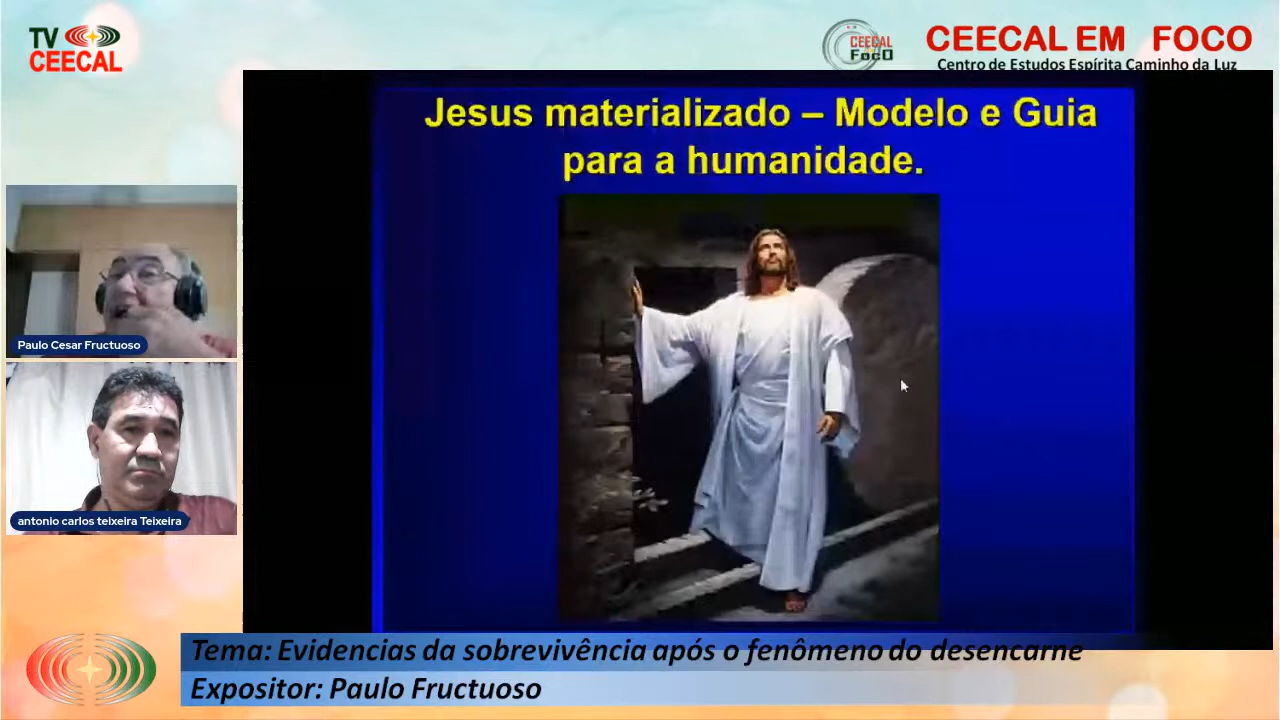 TV
CEECAL
CEECAL
em
FocO
CEECAL EM FOCO
Centro de Estudos Espírita Caminho da Luz
Jesus materializado – Modelo e Guia
para a humanidade.
Paulo Cesar Fructuoso
antonio carlos teixeira Teixeira
Tema: Evidencias da sobrevivência após o fenômeno do desencarne
Expositor: Paulo Fructuoso